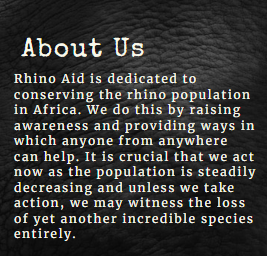 About Us
Rhino Aid is dedicated to
conserving the rhino population
in Africa. We do this by raising
awareness and providing ways in
which anyone from anywhere
can help. It is crucial that we act
now as the population is steadily
decreasing and unless we take
action, we may witness the loss
of yet another incredible species
entirely.